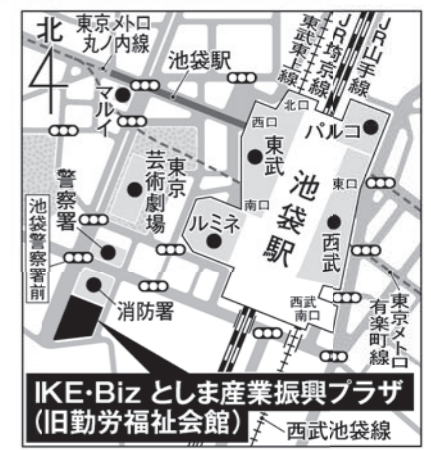 北
東京メトロ
丸ノ内線
池袋駅
東武東上線
JR埼京線
JR山手線
マルイ
北口
西口
パルコ
東武
東京
芸術劇場
池袋駅
東口
南口
ルミネ
西武
警察署
池袋警察署前
消防署
西武
南口
東京メトロ
有楽町線
IKE・Biz としま産業振興プラザ
(旧勤労福祉会館)
西武池袋線